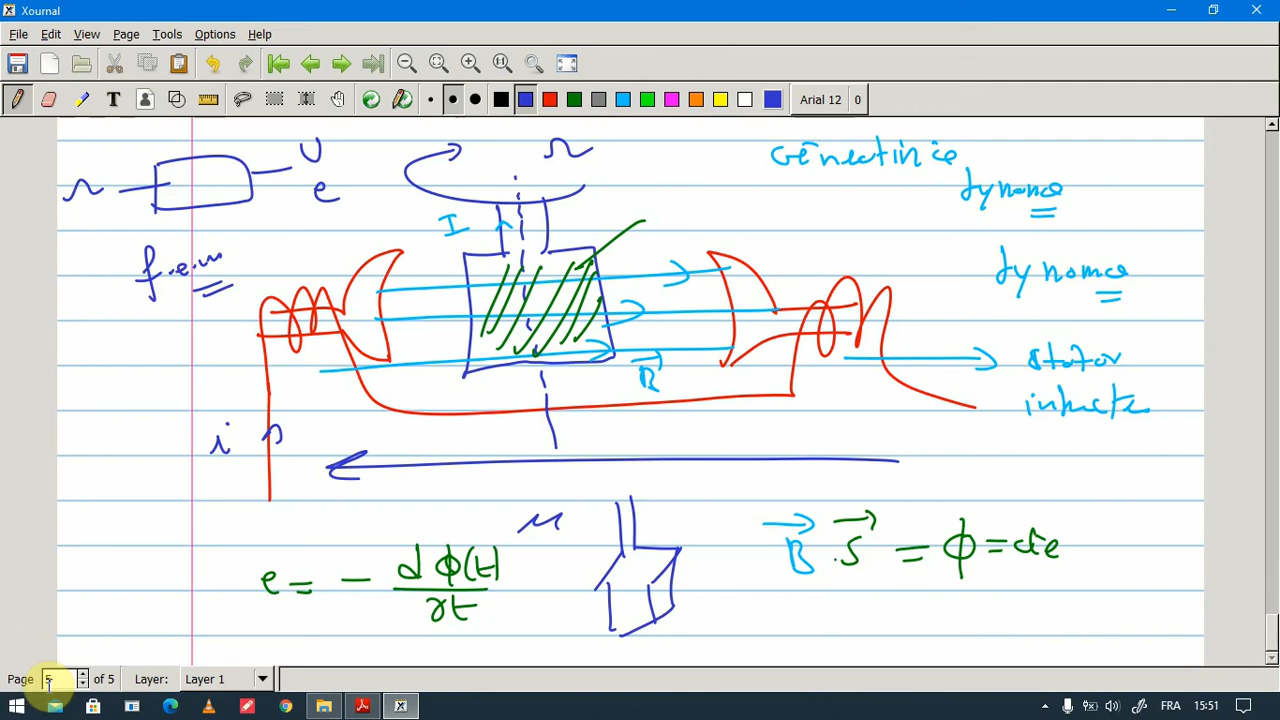 Xournal
File Edit View Page Tools Options Help
Arial 12 0
Ω U e
Ω
Génératrice
dynamo
I
f.e.m
dynamo
B
stator
inducteur
i
e = - dΦ(t)/dt
B . S = Φ = cte
Page 5 of 5 Layer: Layer 1
FRA 15:51